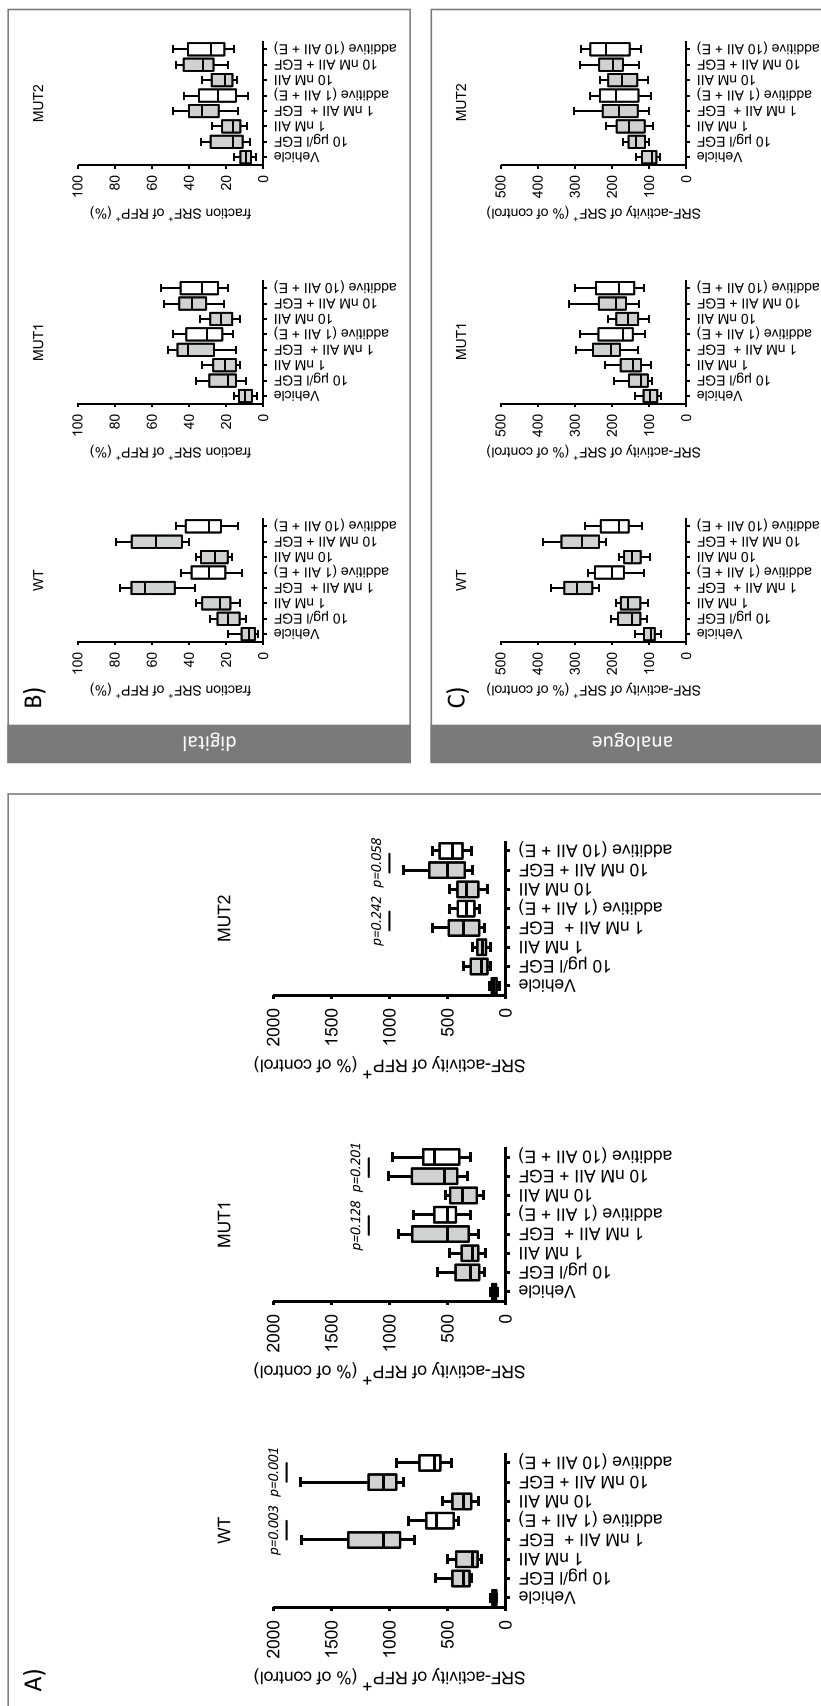 A)
WT
SRF-activity of RFP⁺ (% of control)
2000
1500
1000
500
0
p=0.003
p=0.001
Vehicle
10 µg/l EGF
1 nM AII
1 nM AII + EGF
additive (1 AII + E)
10 nM AII
10 nM AII + EGF
additive (10 AII + E)
MUT1
SRF-activity of RFP⁺ (% of control)
2000
1500
1000
500
0
p=0.128
p=0.201
Vehicle
10 µg/l EGF
1 nM AII
1 nM AII + EGF
additive (1 AII + E)
10 nM AII
10 nM AII + EGF
additive (10 AII + E)
MUT2
SRF-activity of RFP⁺ (% of control)
2000
1500
1000
500
0
p=0.242
p=0.058
Vehicle
10 µg/l EGF
1 nM AII
1 nM AII + EGF
additive (1 AII + E)
10 nM AII
10 nM AII + EGF
additive (10 AII + E)
digital
B)
WT
fraction SRF⁺ of RFP⁺ (%)
100
80
60
40
20
0
Vehicle
10 µg/l EGF
1 nM AII
1 nM AII + EGF
additive (1 AII + E)
10 nM AII
10 nM AII + EGF
additive (10 AII + E)
MUT1
fraction SRF⁺ of RFP⁺ (%)
100
80
60
40
20
0
Vehicle
10 µg/l EGF
1 nM AII
1 nM AII + EGF
additive (1 AII + E)
10 nM AII
10 nM AII + EGF
additive (10 AII + E)
MUT2
fraction SRF⁺ of RFP⁺ (%)
100
80
60
40
20
0
Vehicle
10 µg/l EGF
1 nM AII
1 nM AII + EGF
additive (1 AII + E)
10 nM AII
10 nM AII + EGF
additive (10 AII + E)
analogue
C)
WT
SRF-activity of SRF⁺ (% of control)
500
400
300
200
100
0
Vehicle
10 µg/l EGF
1 nM AII
1 nM AII + EGF
additive (1 AII + E)
10 nM AII
10 nM AII + EGF
additive (10 AII + E)
MUT1
SRF-activity of SRF⁺ (% of control)
500
400
300
200
100
0
Vehicle
10 µg/l EGF
1 nM AII
1 nM AII + EGF
additive (1 AII + E)
10 nM AII
10 nM AII + EGF
additive (10 AII + E)
MUT2
SRF-activity of SRF⁺ (% of control)
500
400
300
200
100
0
Vehicle
10 µg/l EGF
1 nM AII
1 nM AII + EGF
additive (1 AII + E)
10 nM AII
10 nM AII + EGF
additive (10 AII + E)